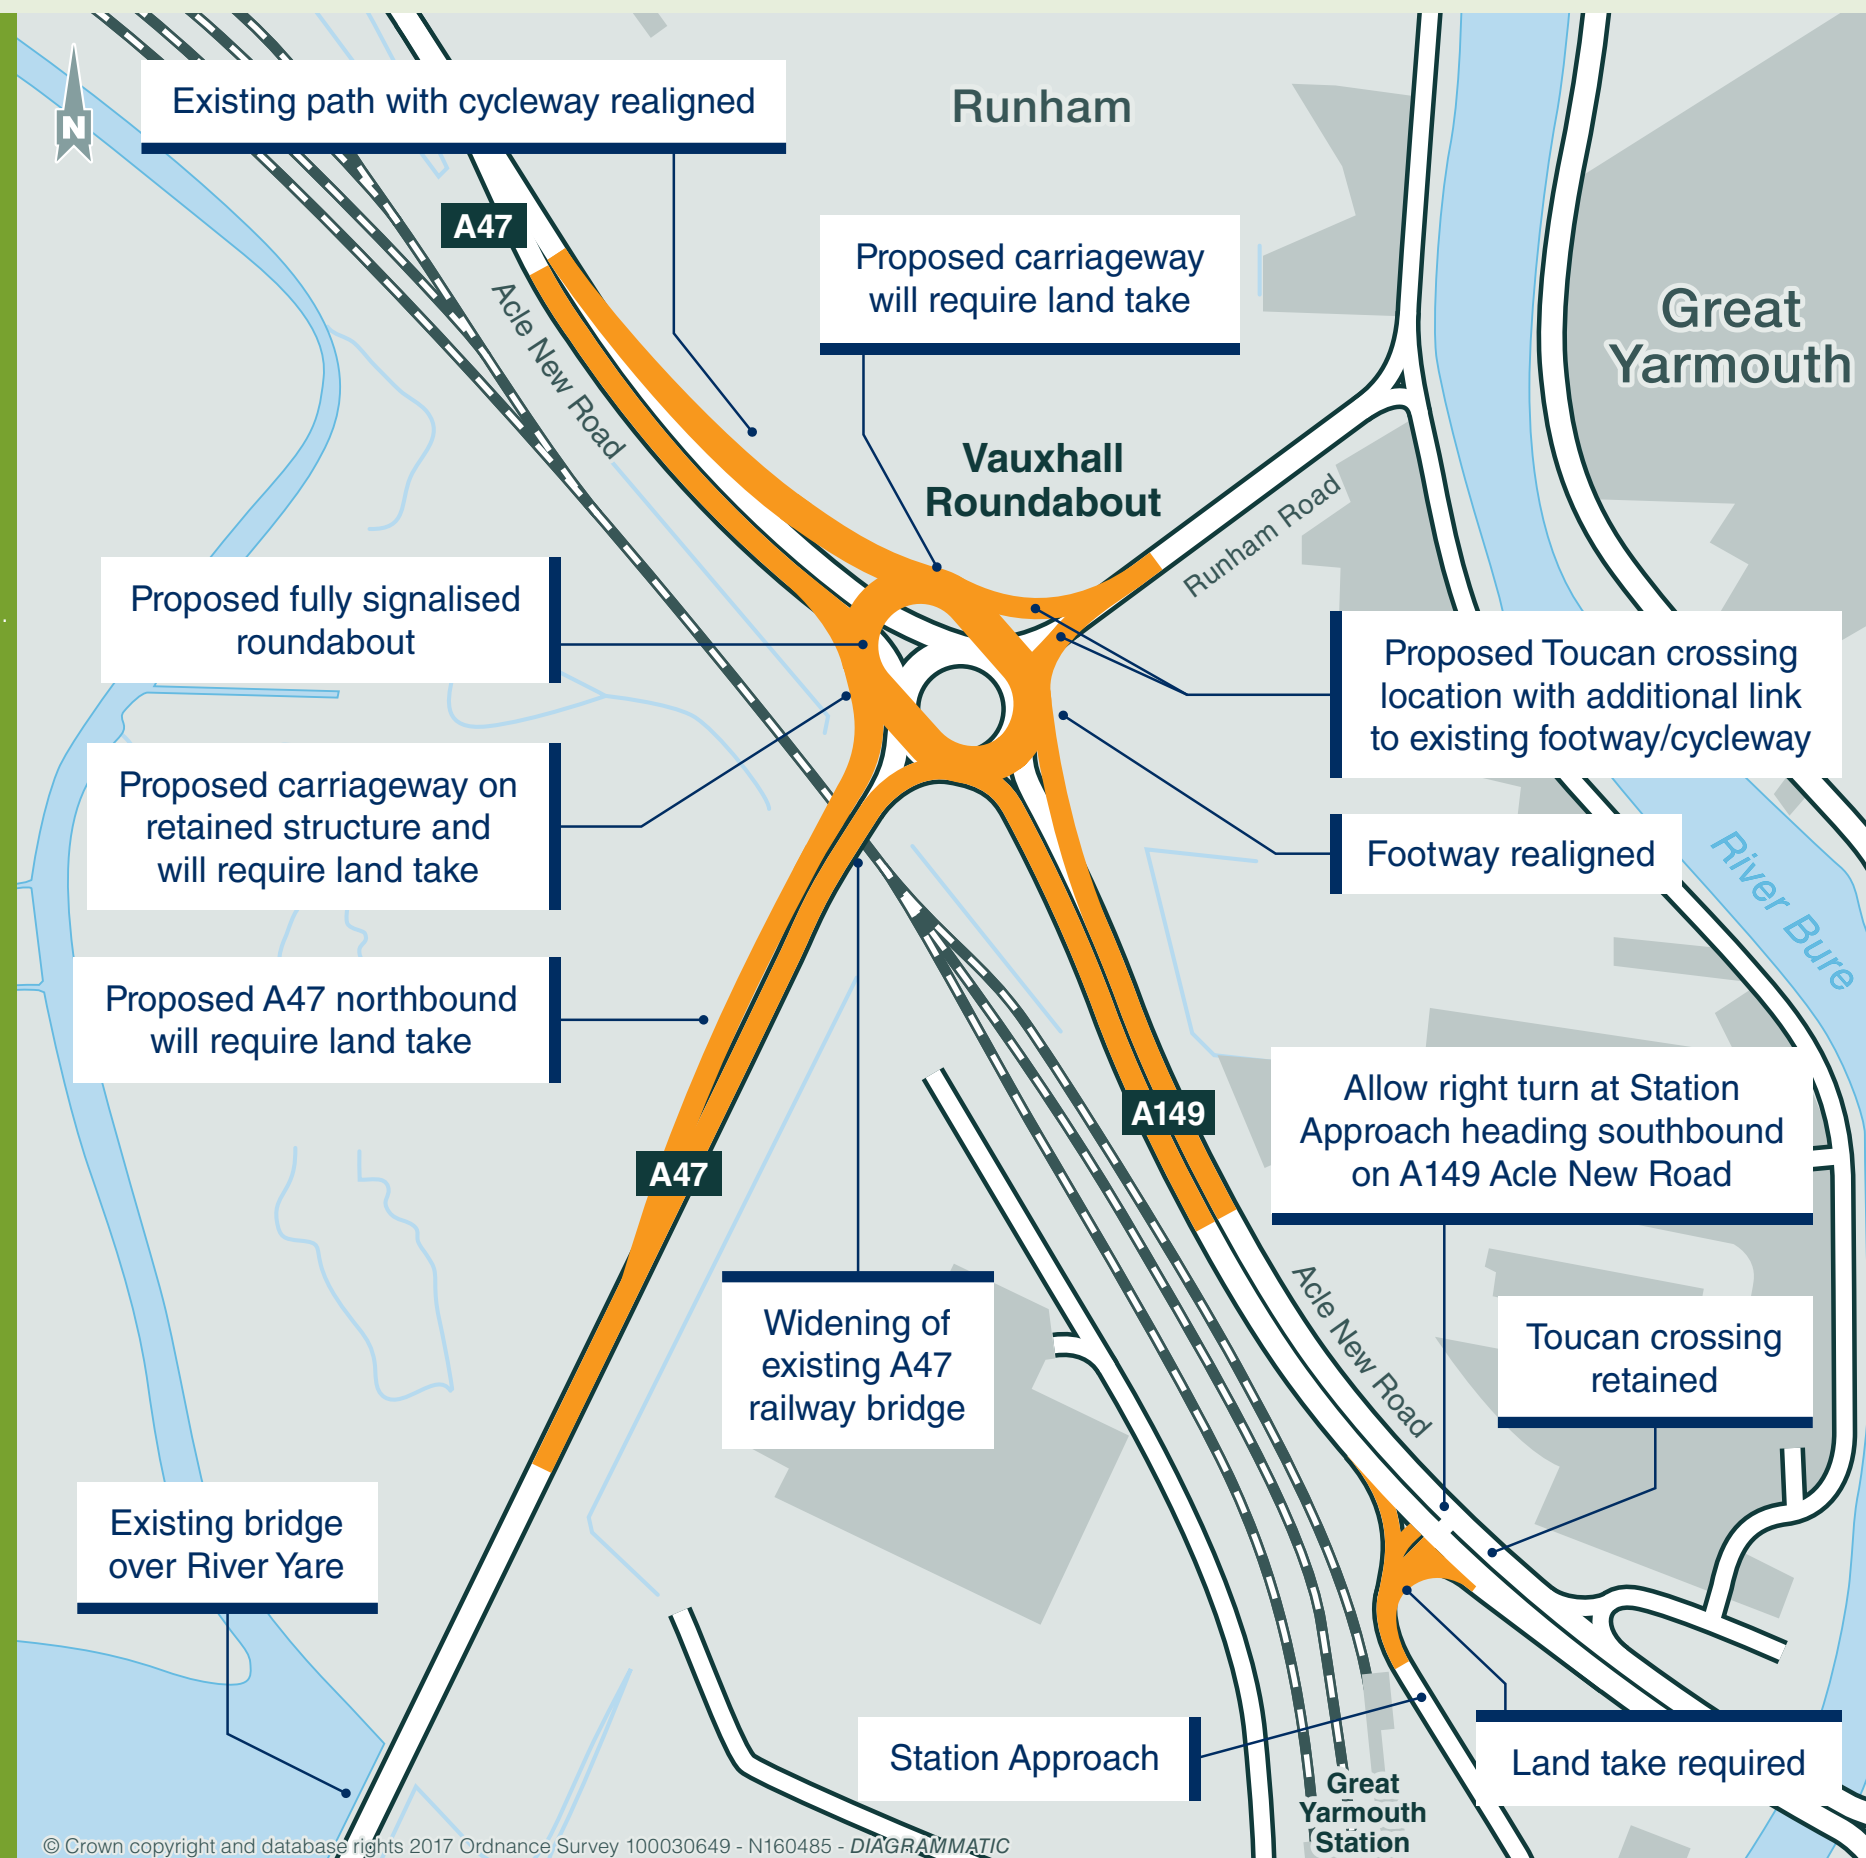 N
Existing path with cycleway realigned
Runham
A47
Acle New Road
Proposed carriageway
will require land take
Great
Yarmouth
Vauxhall
Roundabout
Runham Road
Proposed fully signalised
roundabout
Proposed Toucan crossing
location with additional link
to existing footway/cycleway
Proposed carriageway on
retained structure and
will require land take
Footway realigned
River Bure
Proposed A47 northbound
will require land take
A149
Allow right turn at Station
Approach heading southbound
on A149 Acle New Road
A47
Acle New Road
Widening of
existing A47
railway bridge
Toucan crossing
retained
Existing bridge
over River Yare
Station Approach
Land take required
Great
Yarmouth
Station
© Crown copyright and database rights 2017 Ordnance Survey 100030649 - N160485 - DIAGRAMMATIC